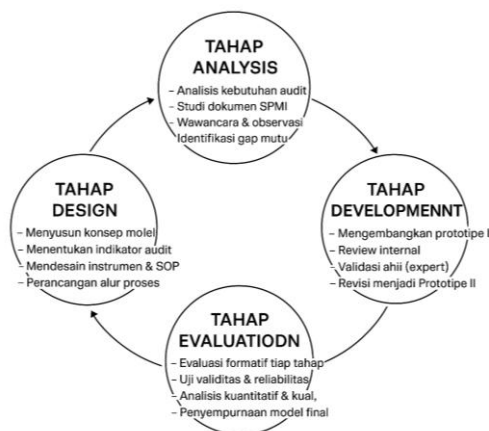 TAHAP
ANALYSIS
– Analisis kebutuhan audit
– Studi dokumen SPMI
– Wawancara & observasi
Identifikasi gap mutu
TAHAP
DEVELOPMENNT
– Mengembangkan prototipe I
– Review internal
– Validasi ahii (expert)
– Revisi menjadi Prototipe II
TAHAP
EVALUATIODN
– Evaluasi formatif tiap tahap
– Uji validitas & reliabilitas
– Analisis kuantitatif & kual,
– Penyempurnaan model final
TAHAP
DESIGN
– Menyusun konsep molel
– Menentukan indikator audit
– Mendesain instrumen & SOP
– Perancangan alur proses